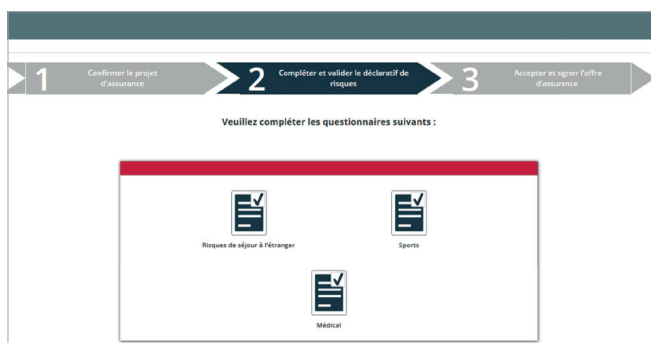 1
Confirmer le projet
d'assurance
2
Compléter et valider le déclaratif de
risques
3
Accepter et signer l'offre
d'assurnce
Veuillez compléter les questionnaires suivants :
Risques de séjour à l'étranger
Sports
Médical